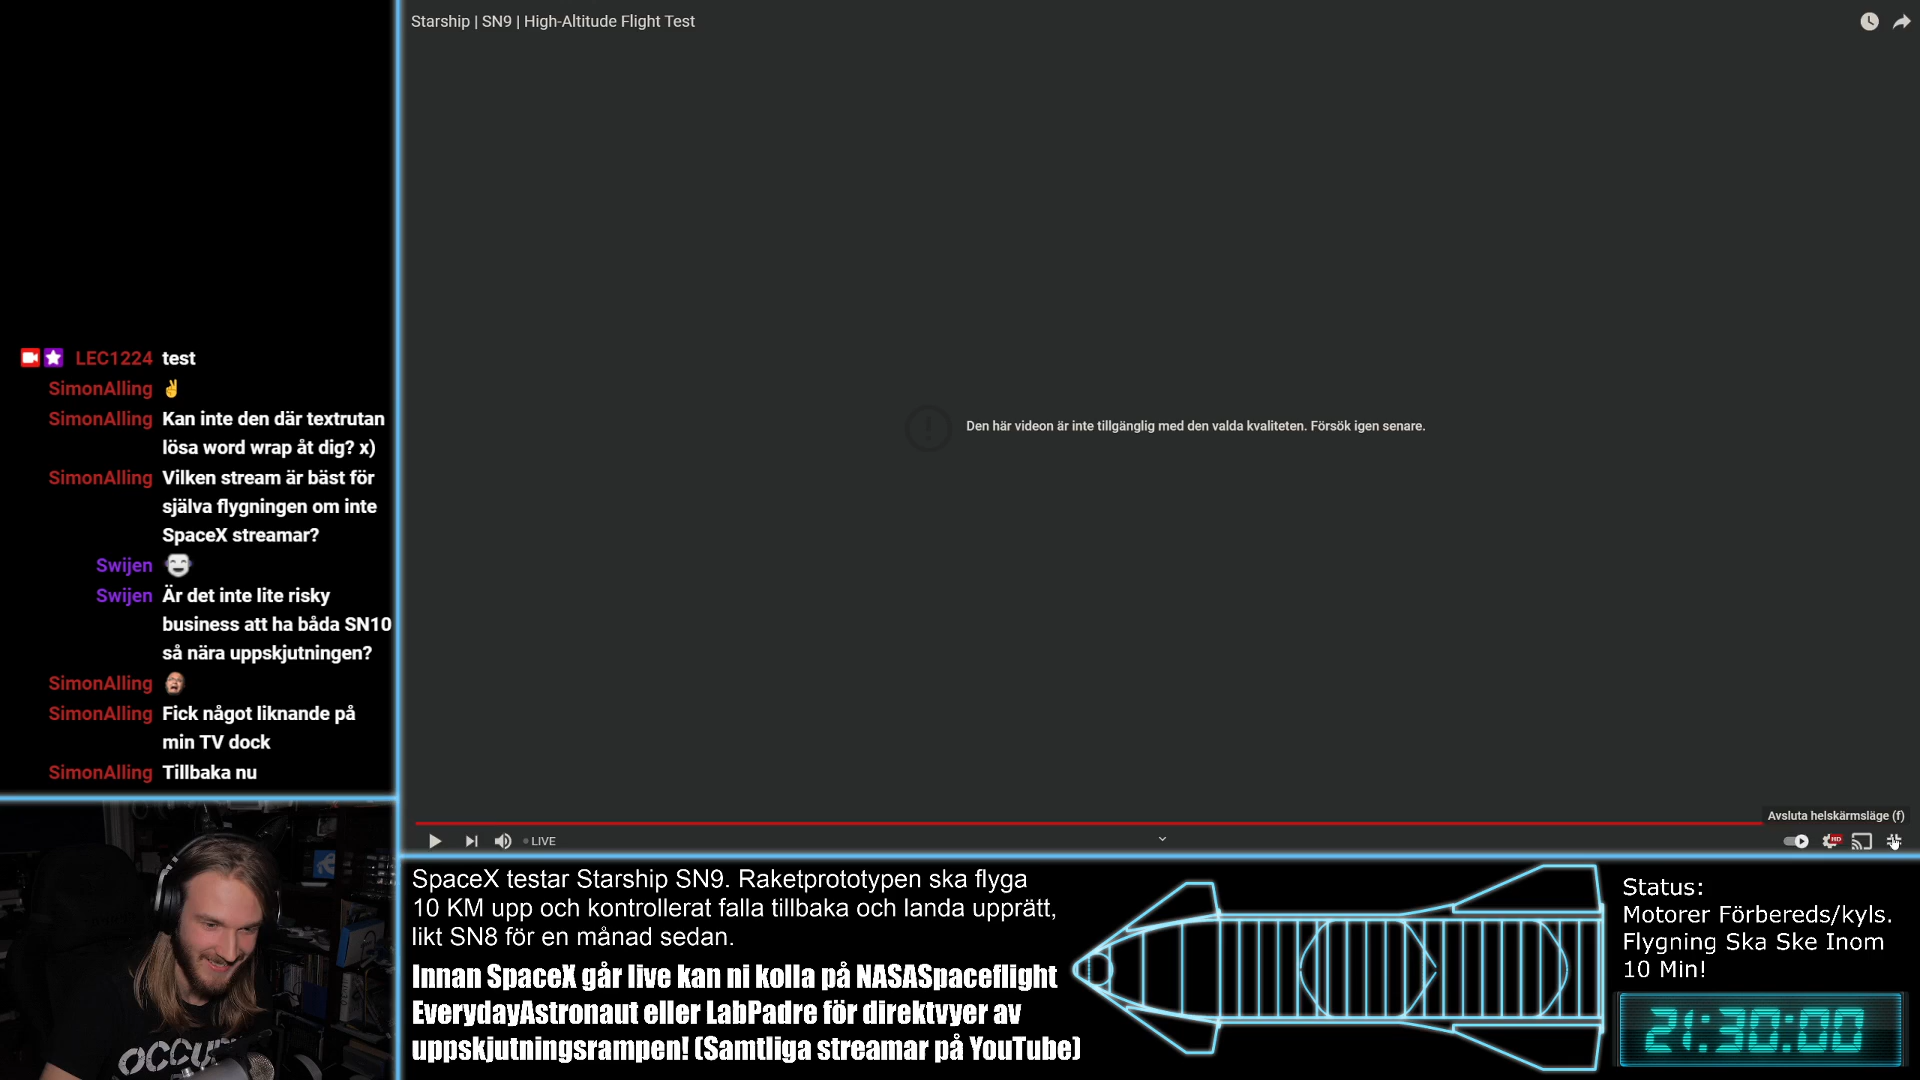 Starship | SN9 | High-Altitude Flight Test
LEC1224 test
SimonAlling ✌
SimonAlling Kan inte den där textrutan
lösa word wrap åt dig? x)
SimonAlling Vilken stream är bäst för
själva flygningen om inte
SpaceX streamar?
Swijen
Swijen Är det inte lite risky
business att ha båda SN10
så nära uppskjutningen?
SimonAlling
SimonAlling Fick något liknande på
min TV dock
SimonAlling Tillbaka nu
Den här videon är inte tillgänglig med den valda kvaliteten. Försök igen senare.
Avsluta helskärmsläge (f)
LIVE
HD
SpaceX testar Starship SN9. Raketprototypen ska flyga
10 KM upp och kontrollerat falla tillbaka och landa upprätt,
likt SN8 för en månad sedan.
Innan SpaceX går live kan ni kolla på NASASpaceflight
EverydayAstronaut eller LabPadre för direktvyer av
uppskjutningsrampen! (Samtliga streamar på YouTube)
Status:
Motorer Förbereds/kyls.
Flygning Ska Ske Inom
10 Min!
21:30:00
OCCU